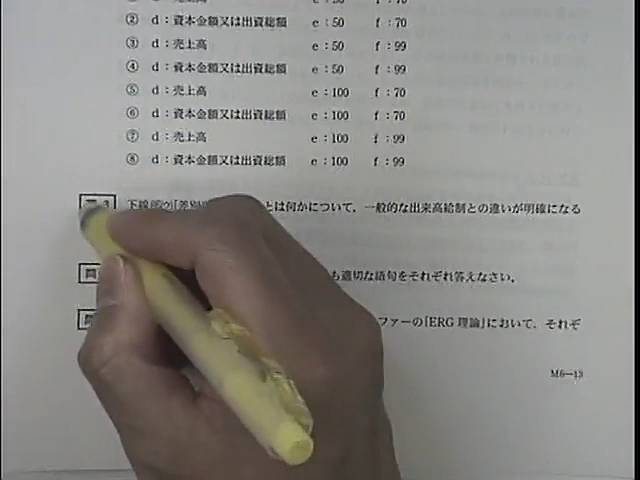 ② d：資本金額又は出資総額 e：50 f：70
③ d：売上高 e：50 f：99
④ d：資本金額又は出資総額 e：50 f：99
⑤ d：売上高 e：100 f：70
⑥ d：資本金額又は出資総額 e：100 f：70
⑦ d：売上高 e：100 f：99
⑧ d：資本金額又は出資総額 e：100 f：99
問3 下線部ウ「差別 とは何かについて，一般的な出来高給制との違いが明確になる
問 も適切な語句をそれぞれ答えなさい。
ファーの「ERG 理論」において，それぞ
M6−13